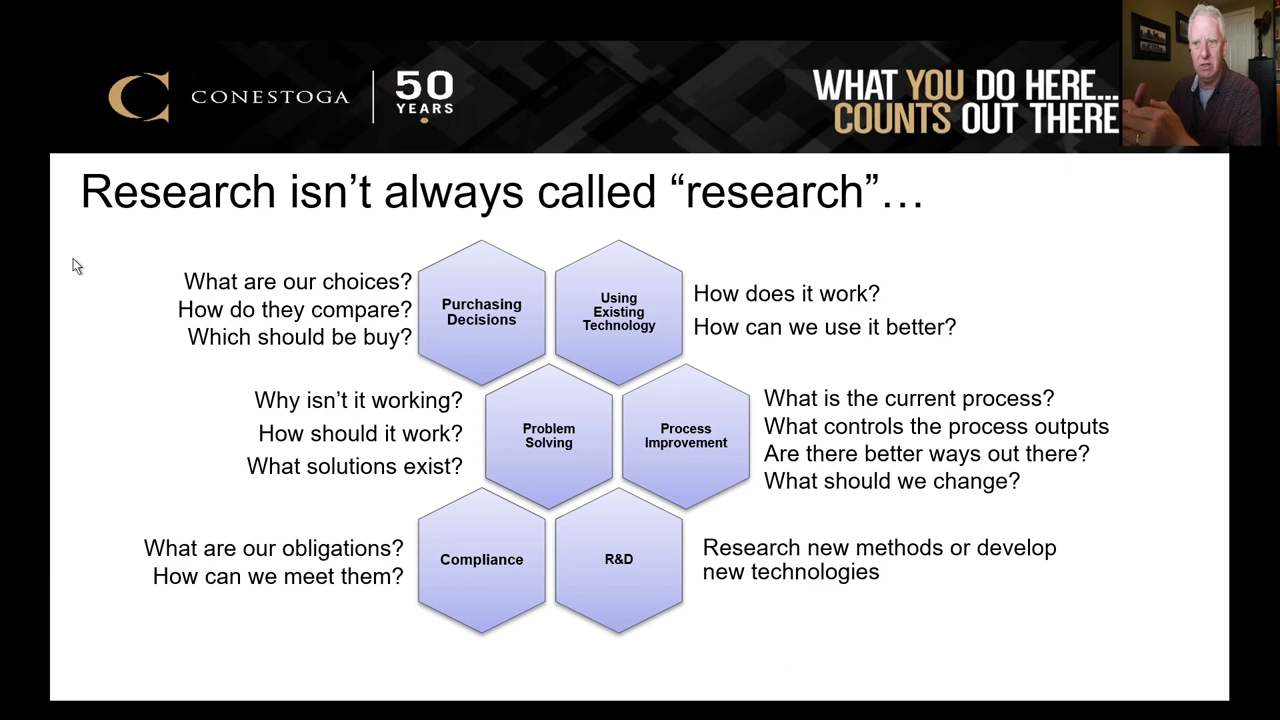 CONESTOGA
50
YEARS
WHAT YOU DO HERE...
COUNTS OUT THERE
Research isn’t always called “research”…
What are our choices?
How do they compare?
Which should be buy?
Purchasing
Decisions
Using
Existing
Technology
How does it work?
How can we use it better?
Why isn’t it working?
How should it work?
What solutions exist?
Problem
Solving
Process
Improvement
What is the current process?
What controls the process outputs
Are there better ways out there?
What should we change?
What are our obligations?
How can we meet them?
Compliance
R&D
Research new methods or develop
new technologies